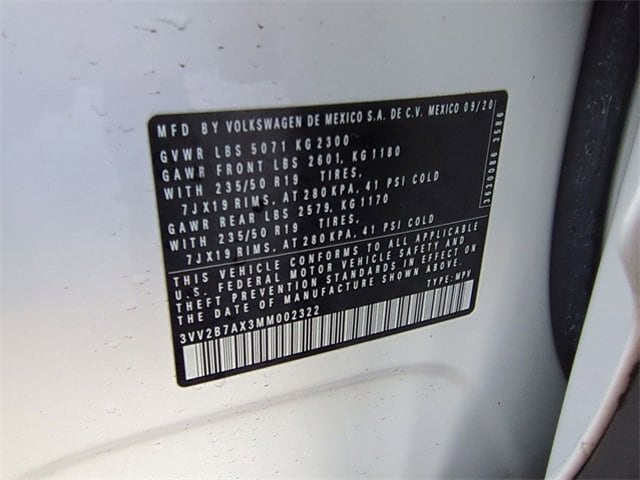 MFD BY VOLKSWAGEN DE MEXICO S.A. DE C.V. MEXICO 09/20
GVWR LBS 5071 KG 2300
GAWR FRONT LBS 2601, KG 1180
WITH 235/50 R19 TIRES,
7JX19 RIMS, AT 280 KPA, 41 PSI COLD
GAWR REAR LBS 2579, KG 1170
WITH 235/50 R19 TIRES,
7JX19 RIMS, AT 280 KPA, 41 PSI COLD
THIS VEHICLE CONFORMS TO ALL APPLICABLE
U.S. FEDERAL MOTOR VEHICLE SAFETY AND
THEFT PREVENTION STANDARDS IN EFFECT ON
THE DATE OF MANUFACTURE SHOWN ABOVE.
TYPE: MPV
3VV2B7AX3MM002322
3630086 3586